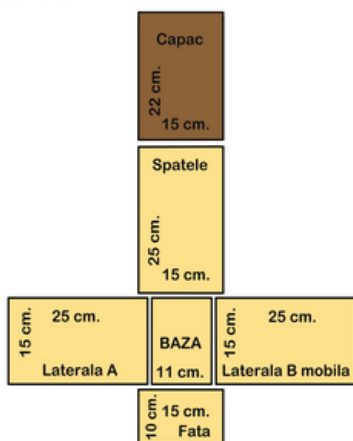 Capac
22 cm.
15 cm.
Spatele
25 cm.
15 cm.
15 cm.
25 cm.
Laterala A
BAZA
11 cm.
15 cm.
25 cm.
Laterala B mobila
10 cm.
15 cm.
Fata